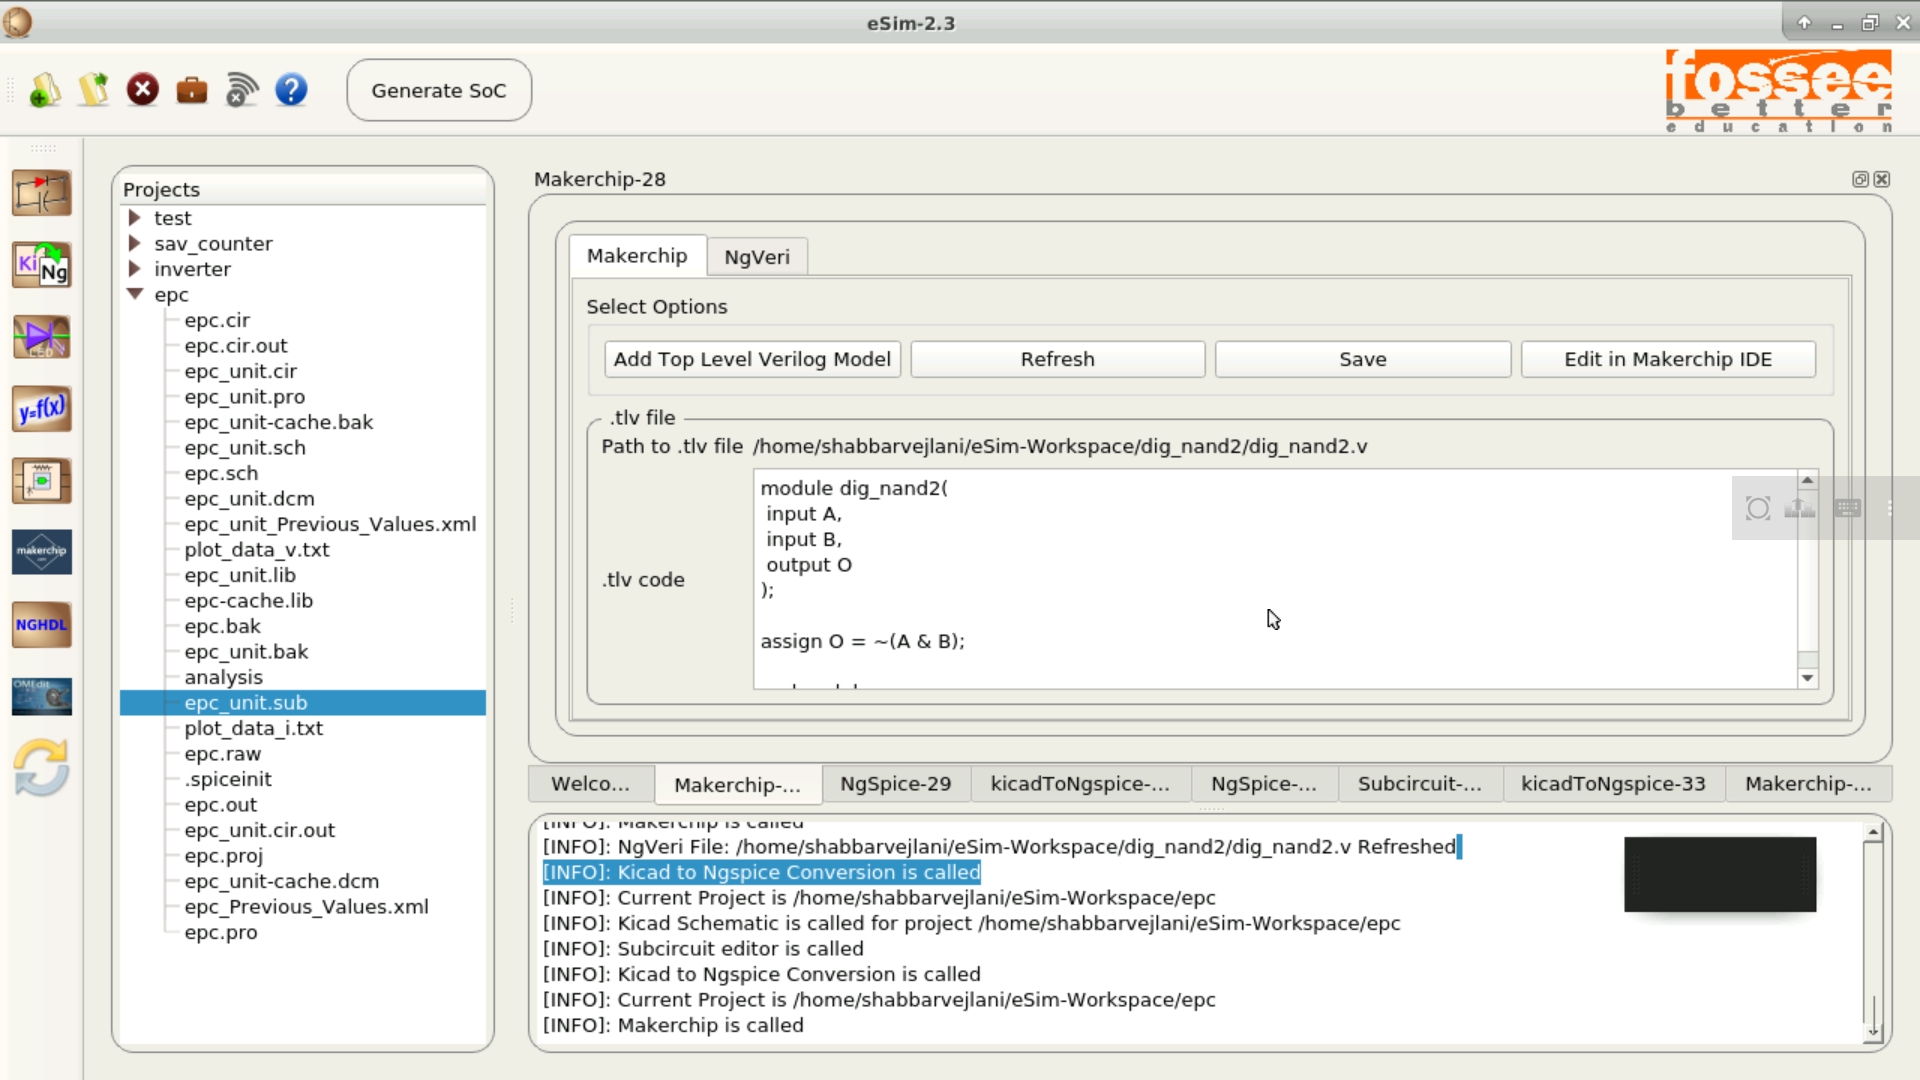 eSim-2.3
Generate SoC
fossee
better
education
Projects
test
sav_counter
inverter
epc
epc.cir
epc.cir.out
epc_unit.cir
epc_unit.pro
epc_unit-cache.bak
epc_unit.sch
epc.sch
epc_unit.dcm
epc_unit_Previous_Values.xml
plot_data_v.txt
epc_unit.lib
epc-cache.lib
epc.bak
epc_unit.bak
analysis
epc_unit.sub
plot_data_i.txt
epc.raw
.spiceinit
epc.out
epc_unit.cir.out
epc.proj
epc_unit-cache.dcm
epc_Previous_Values.xml
epc.pro
Ki Ng
y=f(x)
makerchip
NGHDL
OMEdit
Makerchip-28
Makerchip NgVeri
Select Options
Add Top Level Verilog Model Refresh Save Edit in Makerchip IDE
.tlv file
Path to .tlv file /home/shabbarvejlani/eSim-Workspace/dig_nand2/dig_nand2.v
.tlv code
module dig_nand2(
input A,
input B,
output O
);
assign O = ~(A & B);
Welco... Makerchip-... NgSpice-29 kicadToNgspice-... NgSpice-... Subcircuit-... kicadToNgspice-33 Makerchip-...
[INFO]: Makerchip is called
[INFO]: NgVeri File: /home/shabbarvejlani/eSim-Workspace/dig_nand2/dig_nand2.v Refreshed
[INFO]: Kicad to Ngspice Conversion is called
[INFO]: Current Project is /home/shabbarvejlani/eSim-Workspace/epc
[INFO]: Kicad Schematic is called for project /home/shabbarvejlani/eSim-Workspace/epc
[INFO]: Subcircuit editor is called
[INFO]: Kicad to Ngspice Conversion is called
[INFO]: Current Project is /home/shabbarvejlani/eSim-Workspace/epc
[INFO]: Makerchip is called